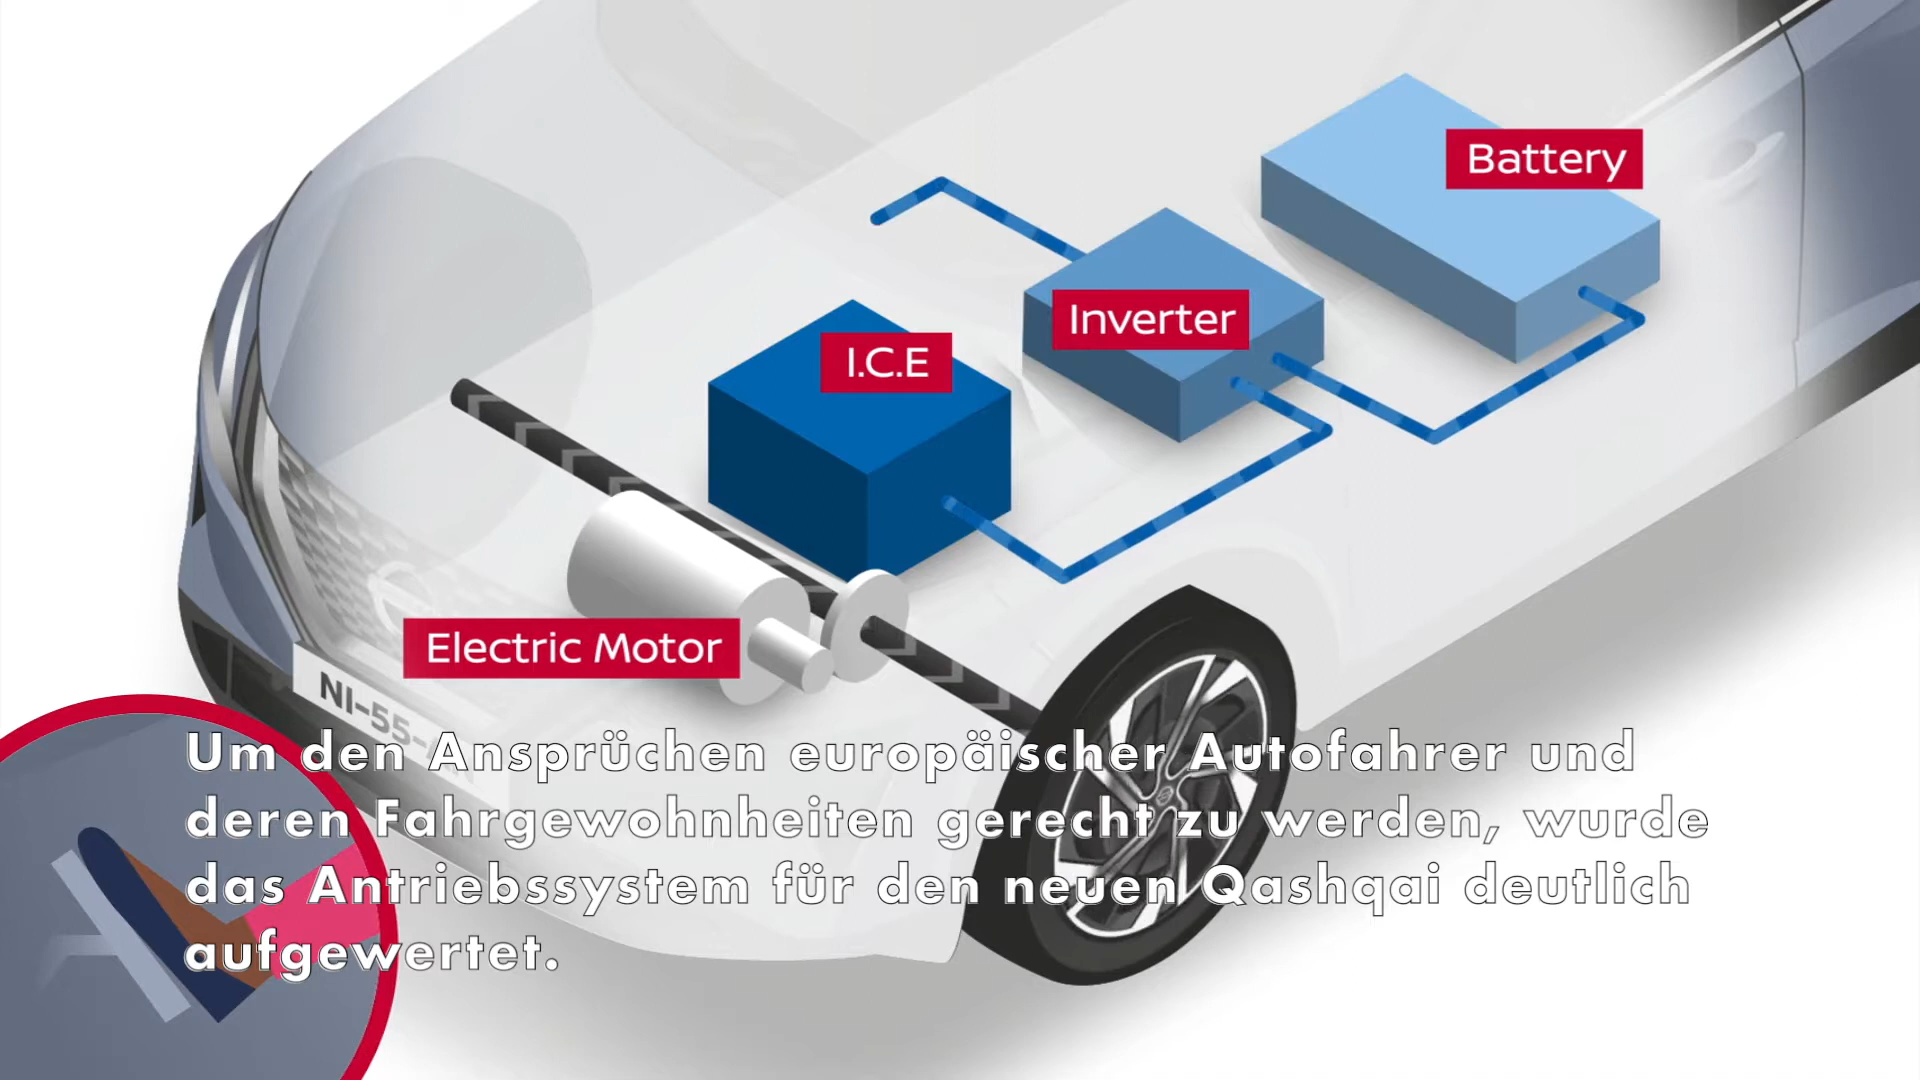 Battery
Inverter
I.C.E
Electric Motor
NI-55-
Um den Ansprüchen europäischer Autofahrer und
deren Fahrgewohnheiten gerecht zu werden, wurde
das Antriebssystem für den neuen Qashqai deutlich
aufgewertet.